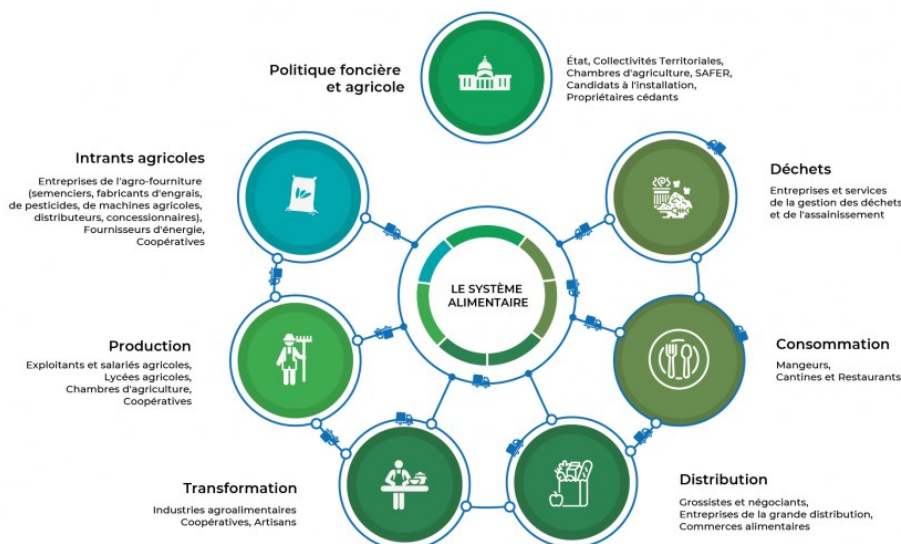 Politique foncière
et agricole
État, Collectivités Territoriales,
Chambres d'agriculture, SAFER,
Candidats à l'installation,
Propriétaires cédants
Intrants agricoles
Entreprises de l'agro-fourniture
(semenciers, fabricants d'engrais,
de pesticides, de machines agricoles,
distributeurs, concessionnaires),
Fournisseurs d'énergie,
Coopératives
Déchets
Entreprises et services
de la gestion des déchets
et de l'assainissement
LE SYSTÈME
ALIMENTAIRE
Production
Exploitants et salariés agricoles,
Lycées agricoles,
Chambres d'agriculture,
Coopératives
Consommation
Mangeurs,
Cantines et Restaurants
Transformation
Industries agroalimentaires
Coopératives, Artisans
Distribution
Grossistes et négociants,
Entreprises de la grande distribution,
Commerces alimentaires